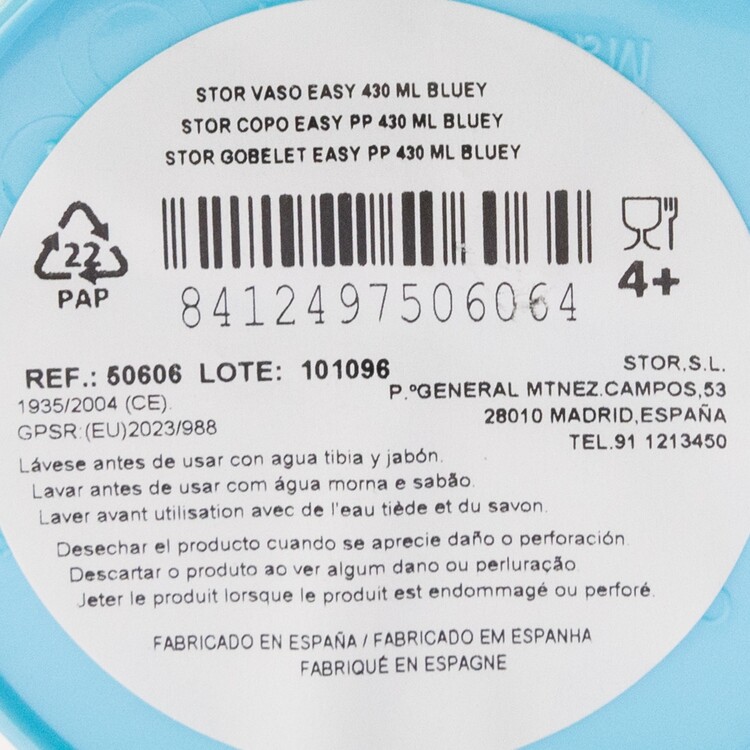 STOR VASO EASY 430 ML BLUEY
STOR COPO EASY PP 430 ML BLUEY
STOR GOBELET EASY PP 430 ML BLUEY
22
PAP
8412497506064
4+
REF.: 50606 LOTE: 101096
1935/2004 (CE).
GPSR:(EU)2023/988
STOR,S.L.
P.ºGENERAL MTNEZ.CAMPOS,53
28010 MADRID,ESPAÑA
TEL.91 1213450
Lávese antes de usar con agua tibia y jabón.
Lavar antes de usar com água morna e sabão.
Laver avant utilisation avec de l'eau tiède et du savon.
Desechar el producto cuando se aprecie daño o perforación.
Descartar o produto ao ver algum dano ou perluração
Jeter le produit lorsque le produit est endommagé ou perforé.
FABRICADO EN ESPAÑA / FABRICADO EM ESPANHA
FABRIQUÉ EN ESPAGNE